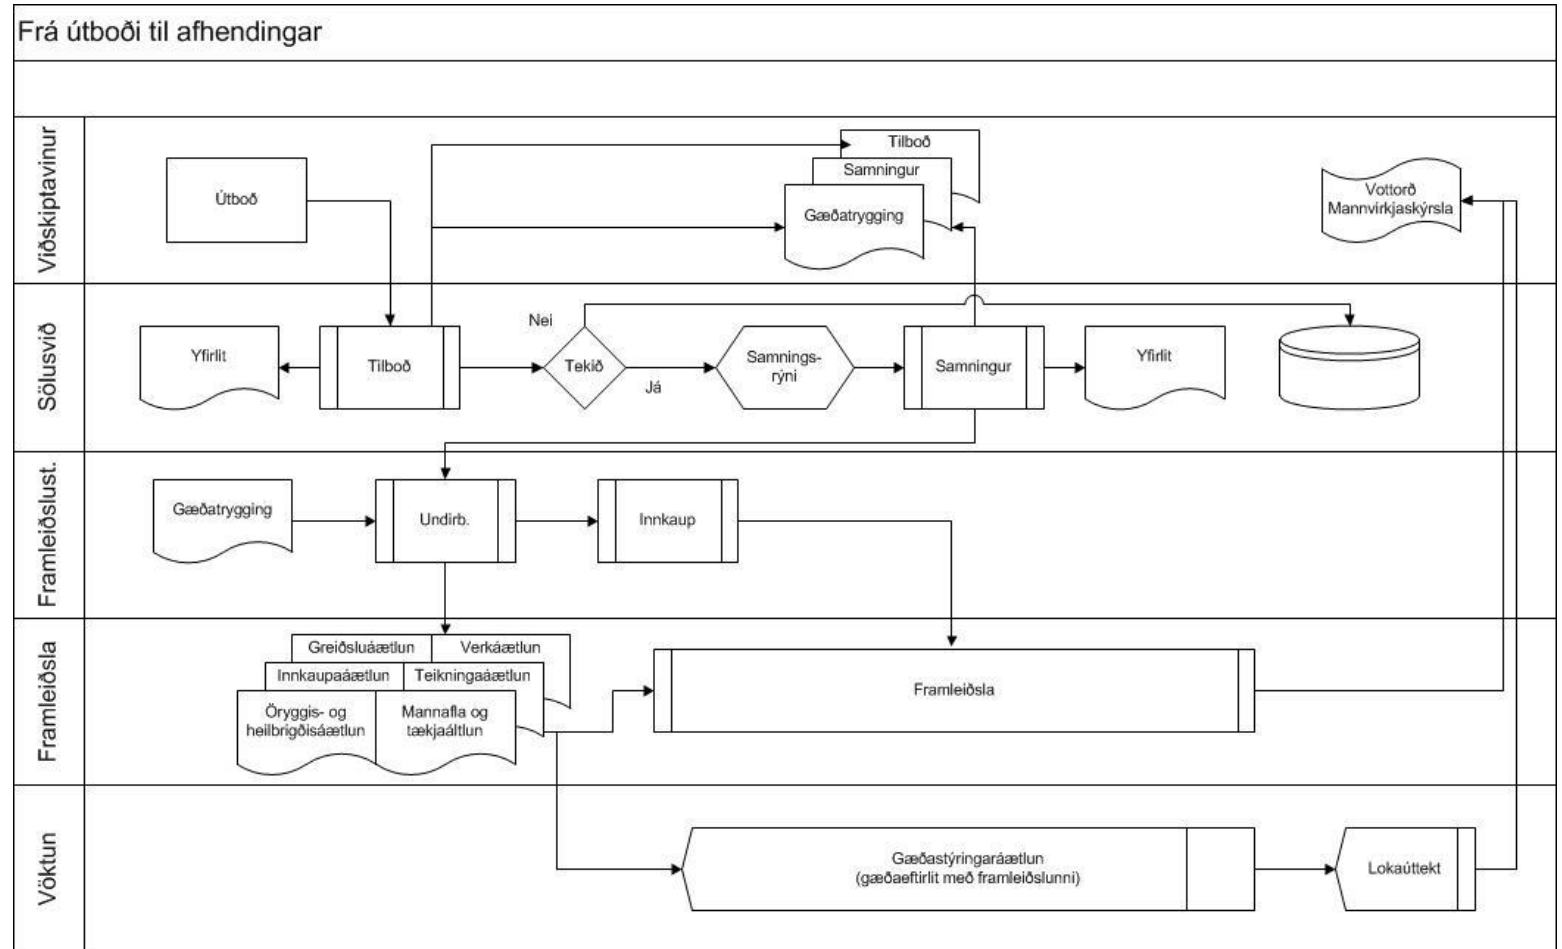 Frá útboði til afhendingar
Viðskiptavinur
Útboð
Tilboð
Samningur
Gæðatrygging
Vottorð
Mannvirkjaskýrsla
Sölusvið
Yfirlit
Tilboð
Nei
Tekið
Já
Samnings-
rýni
Samningur
Yfirlit
Framleiðslust.
Gæðatrygging
Undirb.
Innkaup
Framleiðsla
Greiðsluáætlun
Verkáætlun
Innkaupaáætlun
Teikningaáætlun
Öryggis- og
heilbrigðisáætlun
Mannafla og
tækjaáltlun
Framleiðsla
Vöktun
Gæðastýringaráætlun
(gæðaeftirlit með framleiðslunni)
Lokaúttekt